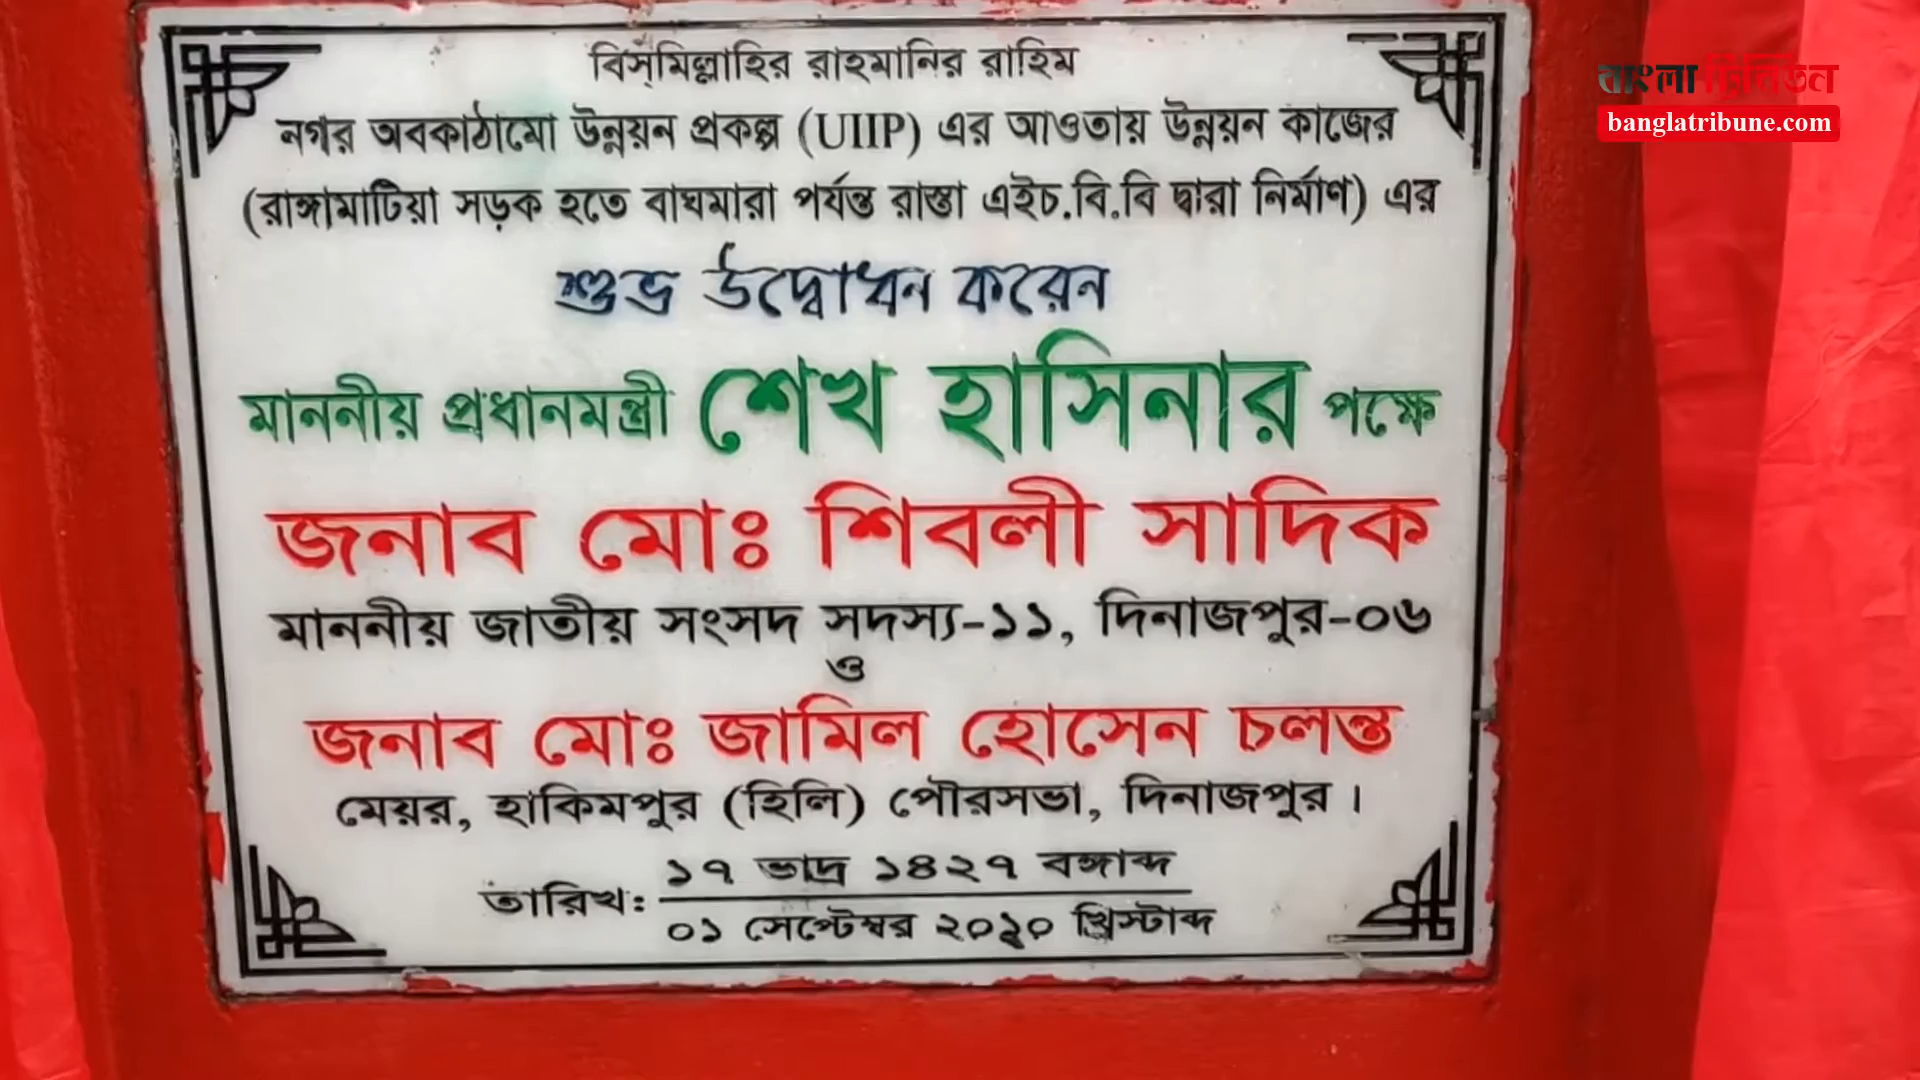 বিস্‌মিল্লাহির রাহমানির রাহিম
নগর অবকাঠামো উন্নয়ন প্রকল্প (UIIP) এর আওতায় উন্নয়ন কাজের
(রাঙ্গামাটিয়া সড়ক হতে বাঘমারা পর্যন্ত রাস্তা এইচ.বি.বি দ্বারা নির্মাণ) এর
শুভ উদ্বোধন করেন
মাননীয় প্রধানমন্ত্রী শেখ হাসিনার পক্ষে
জনাব মোঃ শিবলী সাদিক
মাননীয় জাতীয় সংসদ সদস্য-১১, দিনাজপুর-০৬
ও
জনাব মোঃ জামিল হোসেন চলন্ত
মেয়র, হাকিমপুর (হিলি) পৌরসভা, দিনাজপুর।
তারিখ: ১৭ ভাদ্র ১৪২৭ বঙ্গাব্দ
০১ সেপ্টেম্বর ২০২০ খ্রিস্টাব্দ
বাংলা ট্রিবিউন
banglatribune.com